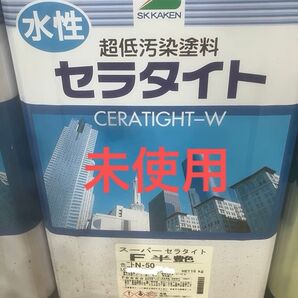 SK KAKEN
水性
超低汚染塗料
セラタイト
CERATIGHT-W
未使用
スーパーセラタイト
F半艶
N-50